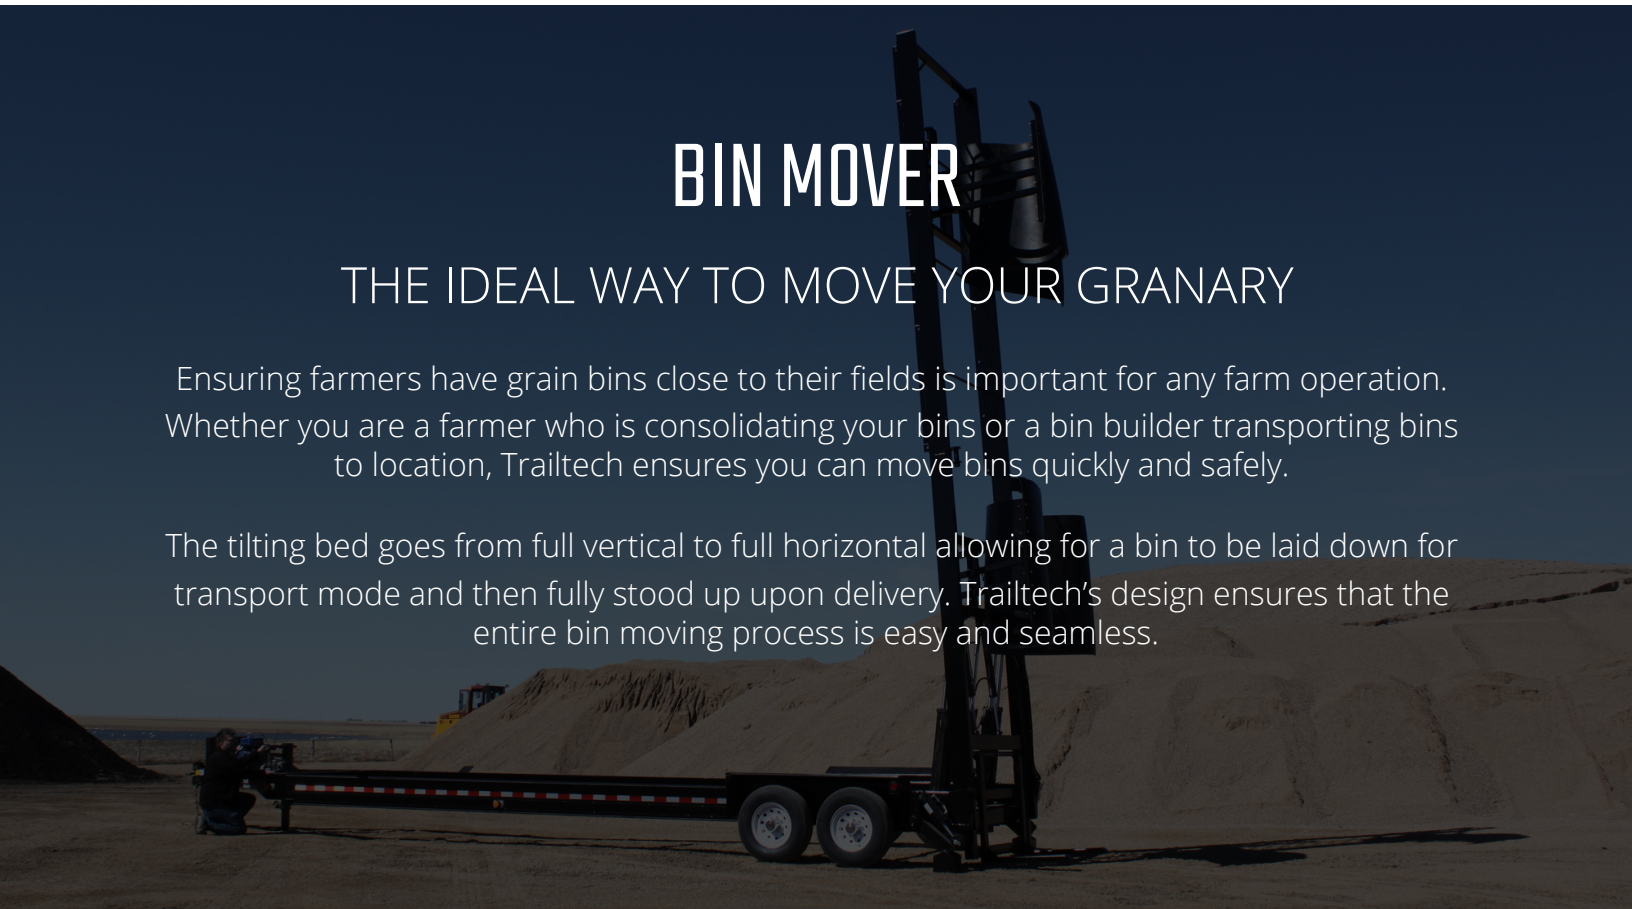 BIN MOVER
THE IDEAL WAY TO MOVE YOUR GRANARY
Ensuring farmers have grain bins close to their fields is important for any farm operation.
Whether you are a farmer who is consolidating your bins or a bin builder transporting bins
to location, Trailtech ensures you can move bins quickly and safely.
The tilting bed goes from full vertical to full horizontal allowing for a bin to be laid down for
transport mode and then fully stood up upon delivery. Trailtech’s design ensures that the
entire bin moving process is easy and seamless.